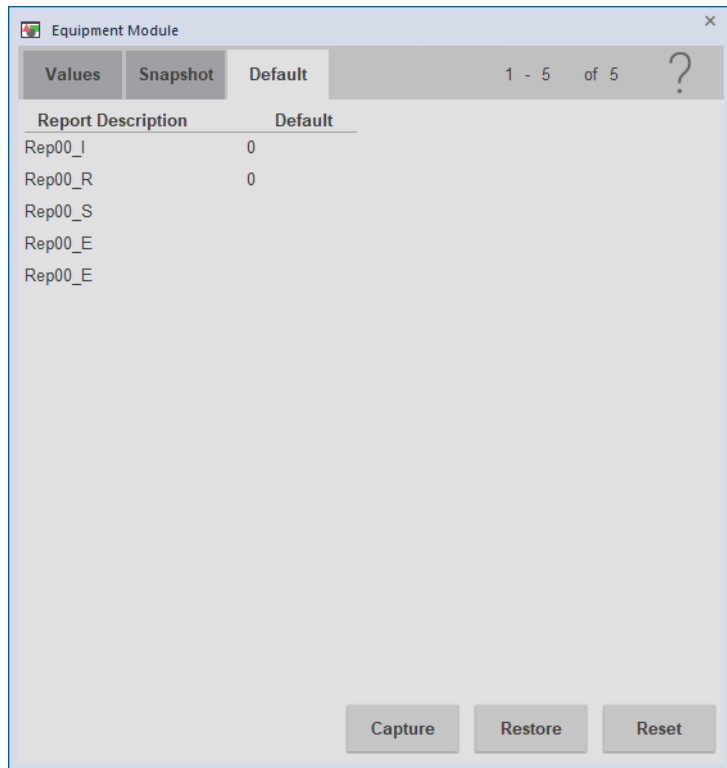 Equipment Module
Values Snapshot Default 1 - 5 of 5 ?
Report Description Default
Rep00_I 0
Rep00_R 0
Rep00_S
Rep00_E
Rep00_E
Capture Restore Reset